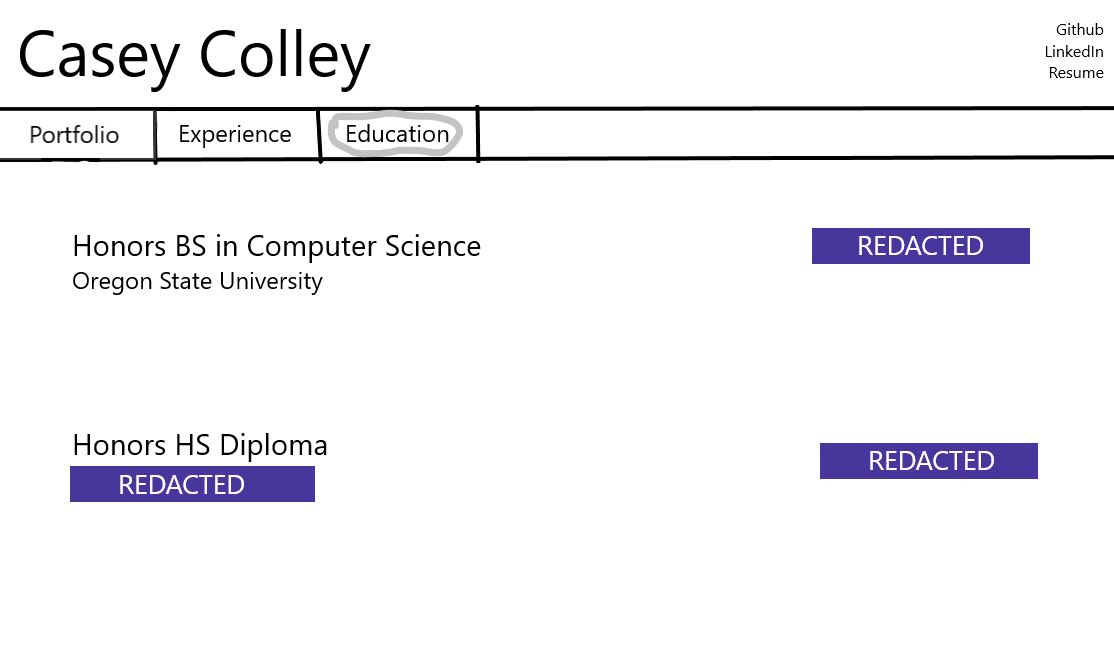 Casey Colley
Github
LinkedIn
Resume
Portfolio
Experience
Education
Honors BS in Computer Science
REDACTED
Oregon State University
Honors HS Diploma
REDACTED
REDACTED